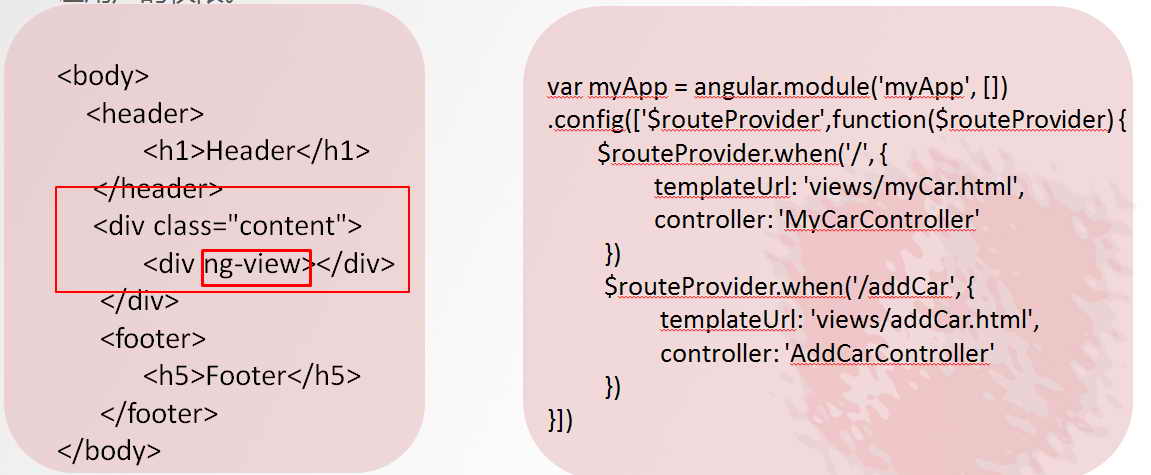 <body>
<header>
<h1>Header</h1>
</header>
<div class="content">
<div ng-view></div>
</div>
<footer>
<h5>Footer</h5>
</footer>
</body>
var myApp = angular.module('myApp', [])
.config(['$routeProvider',function($routeProvider) {
$routeProvider.when('/', {
templateUrl: 'views/myCar.html',
controller: 'MyCarController'
})
$routeProvider.when('/addCar', {
templateUrl: 'views/addCar.html',
controller: 'AddCarController'
})
}])